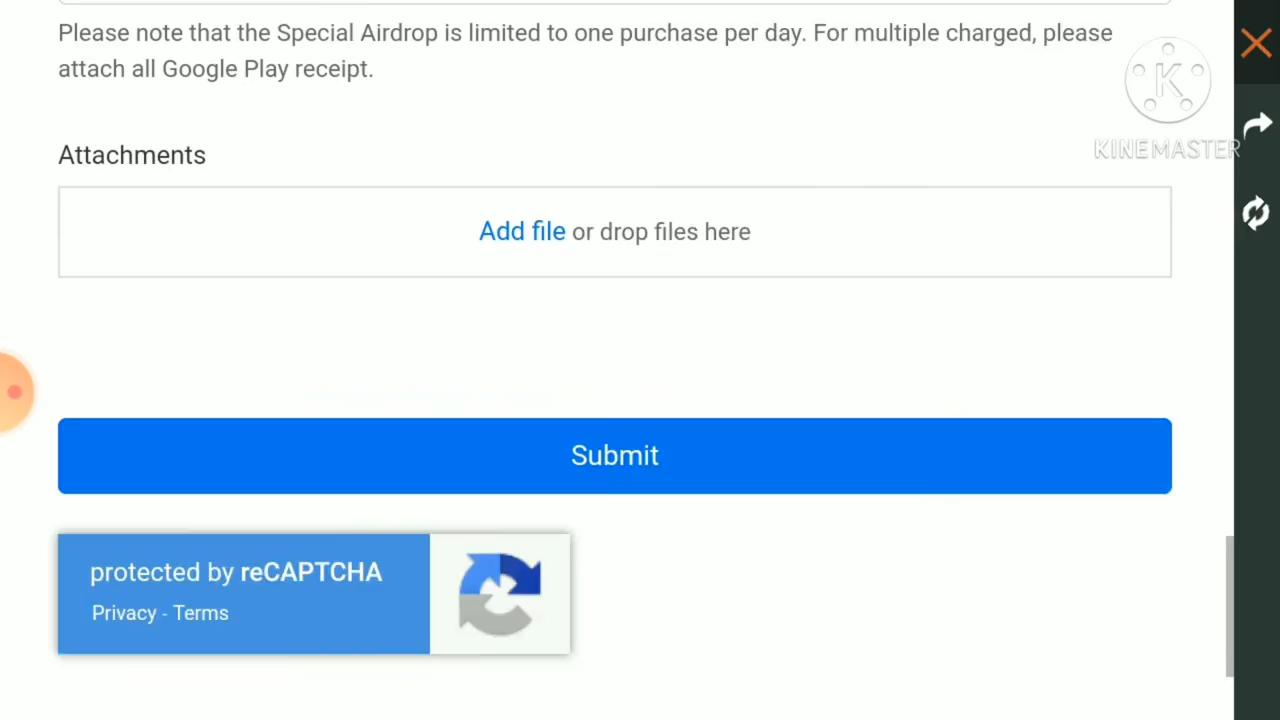 Please note that the Special Airdrop is limited to one purchase per day. For multiple charged, please
attach all Google Play receipt.
K
KINEMASTER
Attachments
Add file or drop files here
Submit
protected by reCAPTCHA
Privacy - Terms